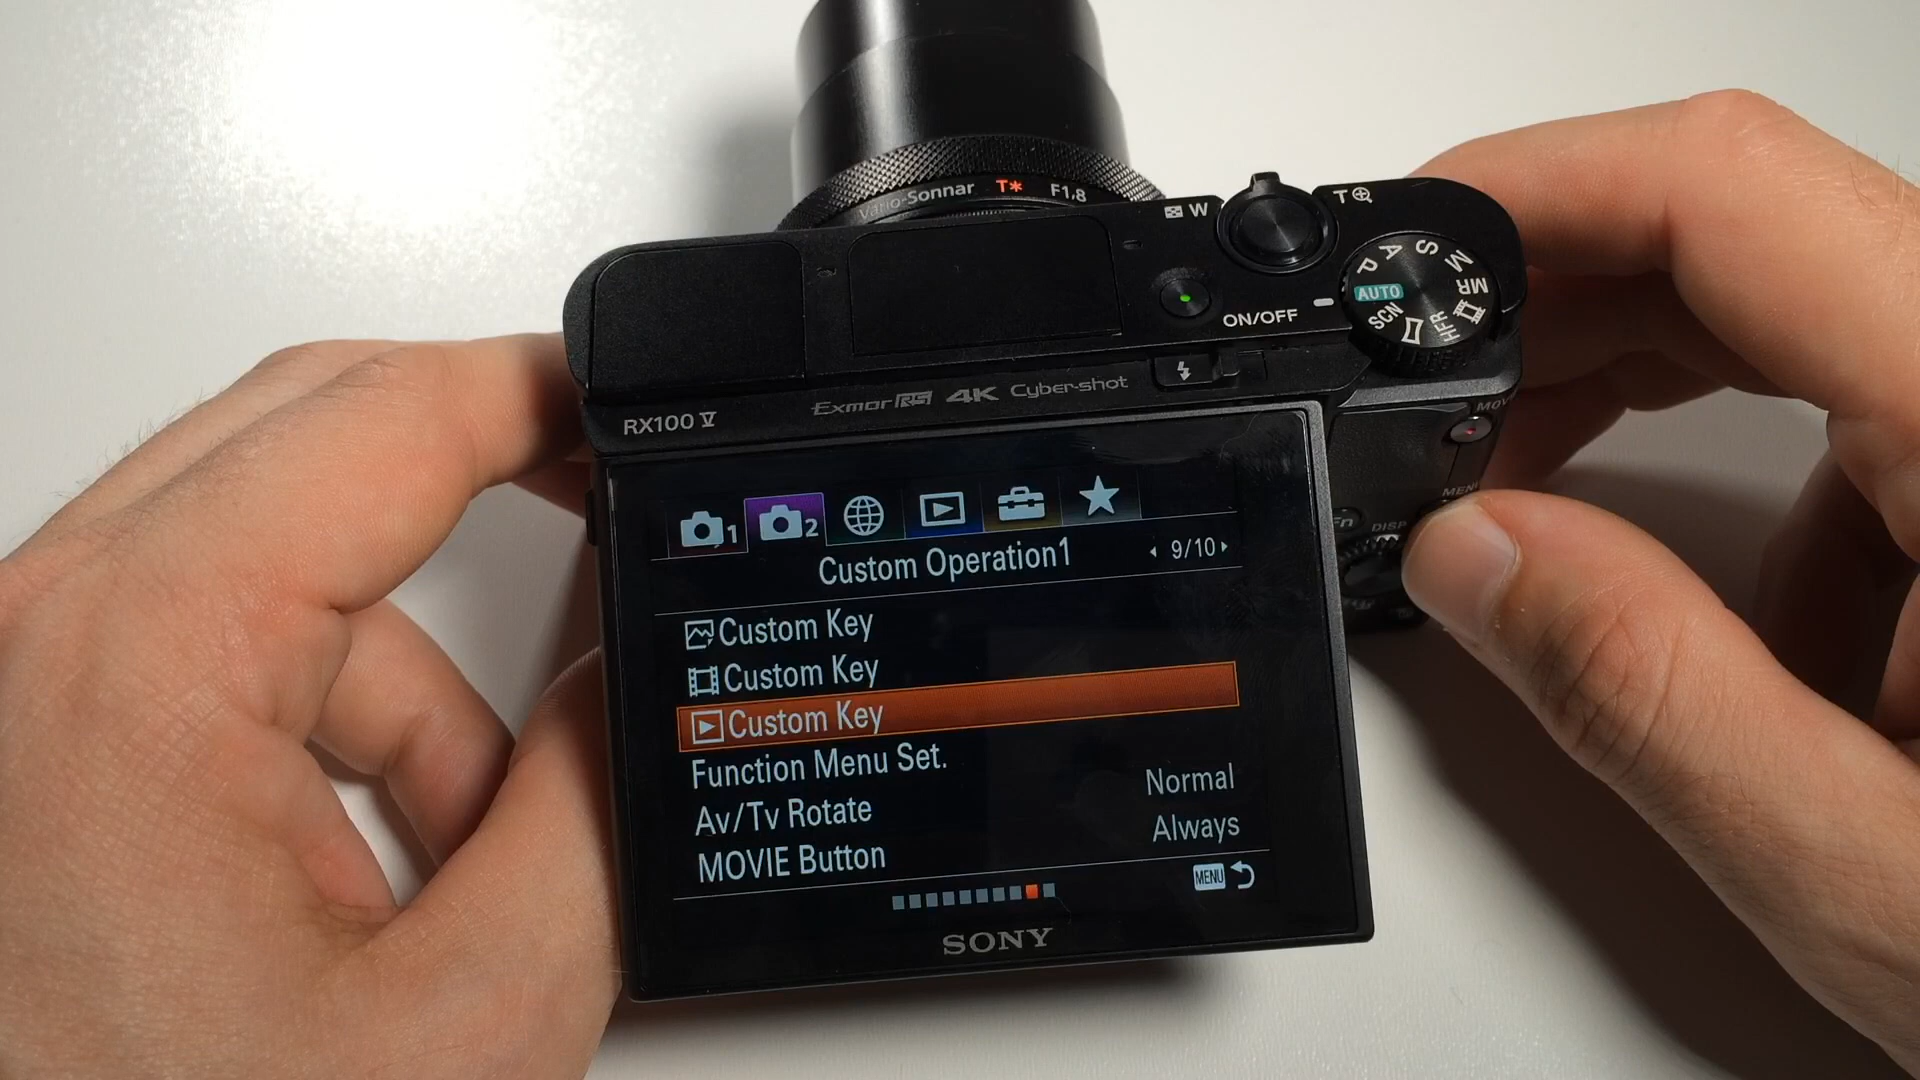 Vario-Sonnar T* F1,8
W
T
ON/OFF
P A S M MR HFR SCN AUTO
Exmor RS 4K Cyber-shot
RX100 V
MOV
MENU
Fn
DISP
1 2
Custom Operation1
9/10
Custom Key
Custom Key
Custom Key
Function Menu Set.
Av/Tv Rotate Normal
MOVIE Button Always
MENU
SONY